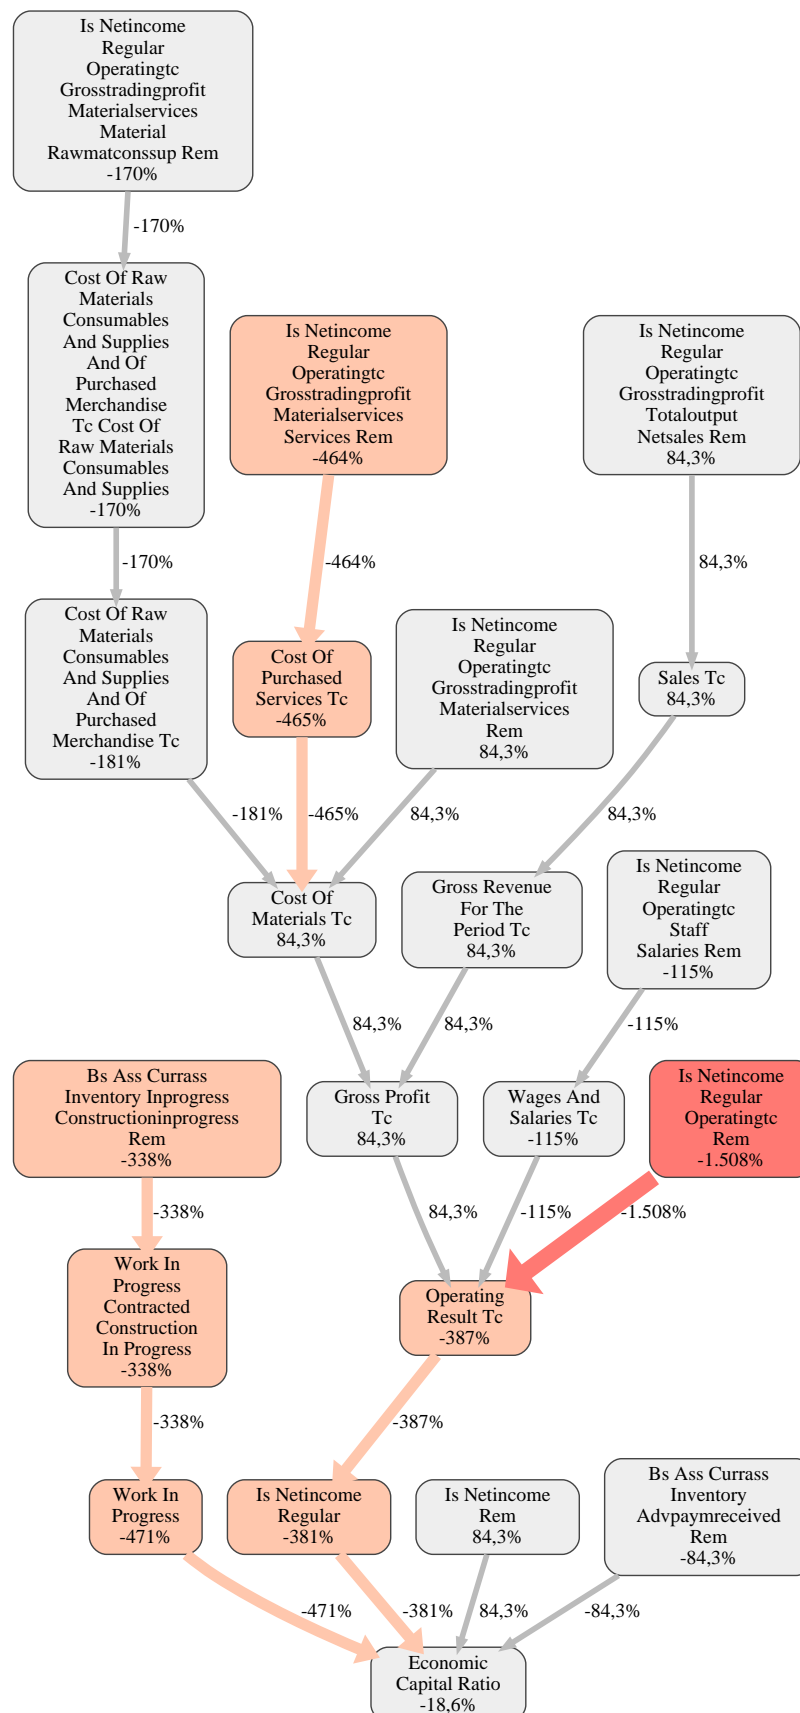 Is Netincome
Regular
Operatingtc
Grosstradingprofit
Materialservices
Material
Rawmatconssup Rem
-170%
-170%
Cost Of Raw
Materials
Consumables
And Supplies
And Of
Purchased
Merchandise
Tc Cost Of
Raw Materials
Consumables
And Supplies
-170%
Is Netincome
Regular
Operatingtc
Grosstradingprofit
Materialservices
Services Rem
-464%
Is Netincome
Regular
Operatingtc
Grosstradingprofit
Totaloutput
Netsales Rem
84,3%
-170%
-464%
84,3%
Cost Of Raw
Materials
Consumables
And Supplies
And Of
Purchased
Merchandise Tc
-181%
Cost Of
Purchased
Services Tc
-465%
Is Netincome
Regular
Operatingtc
Grosstradingprofit
Materialservices
Rem
84,3%
Sales Tc
84,3%
-181%
-465%
84,3%
84,3%
Cost Of
Materials Tc
84,3%
Gross Revenue
For The
Period Tc
84,3%
Is Netincome
Regular
Operatingtc
Staff
Salaries Rem
-115%
84,3%
84,3%
-115%
Bs Ass Currass
Inventory Inprogress
Constructioninprogress
Rem
-338%
Gross Profit
Tc
84,3%
Wages And
Salaries Tc
-115%
Is Netincome
Regular
Operatingtc
Rem
-1.508%
-338%
84,3%
-115%
-1.508%
Work In
Progress
Contracted
Construction
In Progress
-338%
Operating
Result Tc
-387%
-338%
-387%
Work In
Progress
-471%
Is Netincome
Regular
-381%
Is Netincome
Rem
84,3%
Bs Ass Currass
Inventory
Advpaymreceived
Rem
-84,3%
-471%
-381%
84,3%
-84,3%
Economic
Capital Ratio
-18,6%